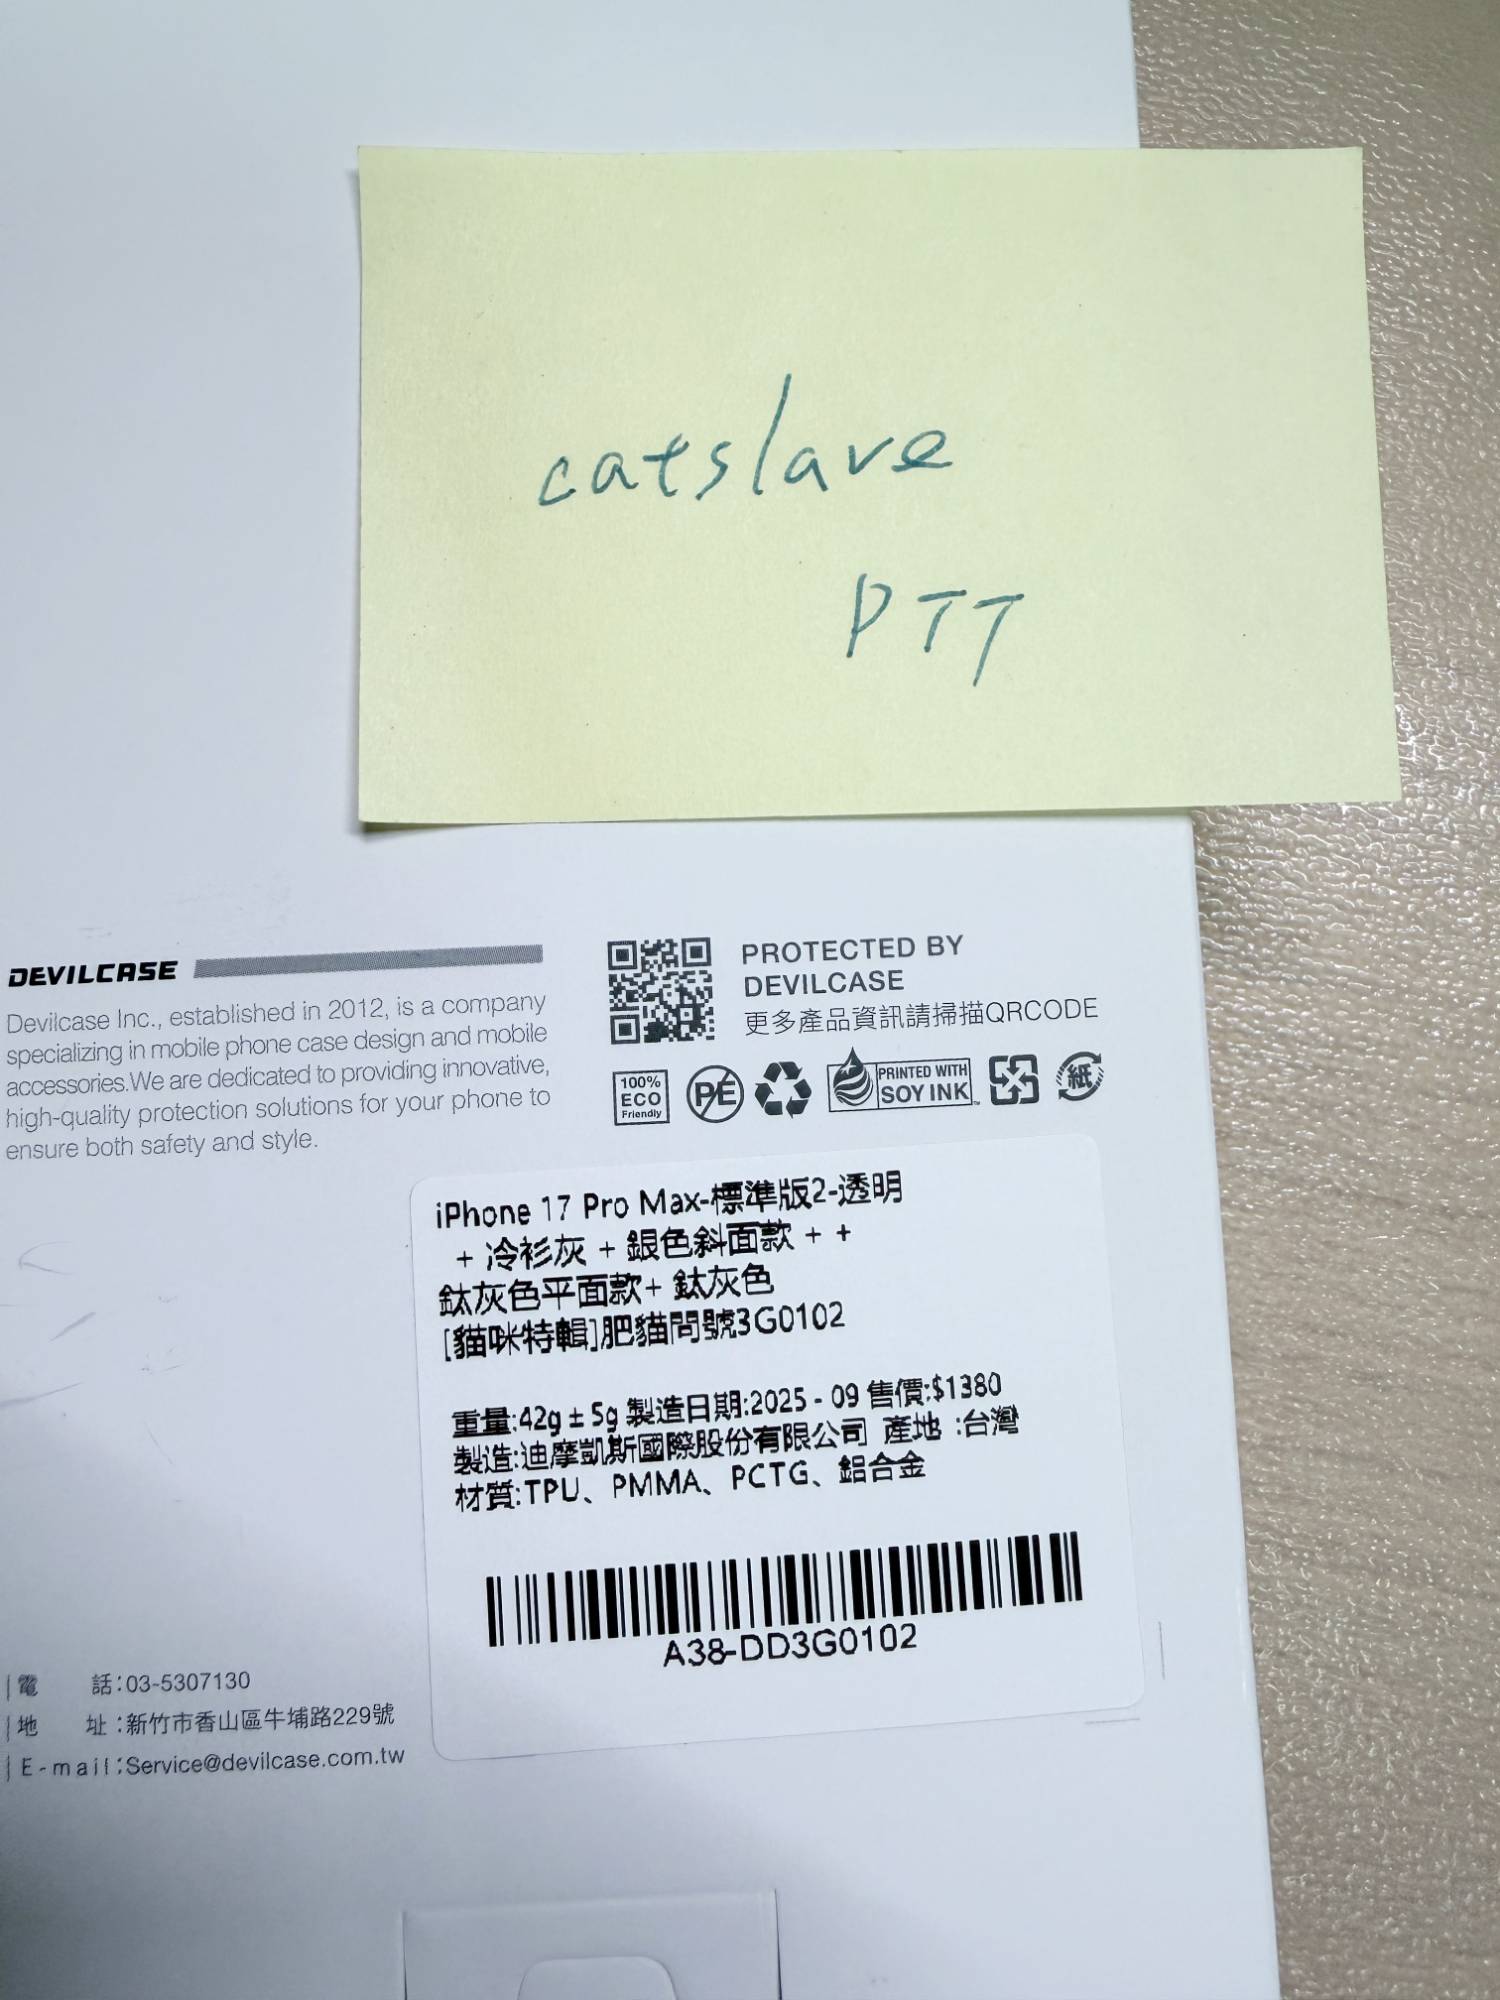 catslave
PTT
DEVILCASE
Devilcase Inc., established in 2012, is a company
specializing in mobile phone case design and mobile
accessories.We are dedicated to providing innovative,
high-quality protection solutions for your phone to
ensure both safety and style.
PROTECTED BY
DEVILCASE
更多產品資訊請掃描QRCODE
100%
ECO
Friendly
PE
PRINTED WITH
SOY INK
TM
紙
iPhone 17 Pro Max-標準版2-透明
+ 冷衫灰 + 銀色斜面款 + +
鈦灰色平面款+ 鈦灰色
[貓咪特輯]肥貓問號3G0102
重量:42g ± 5g 製造日期:2025 - 09 售價:$1380
製造:迪摩凱斯國際股份有限公司 產地 :台灣
材質:TPU、PMMA、PCTG、鋁合金
A38-DD3G0102
電 話:03-5307130
地 址:新竹市香山區牛埔路229號
E-mail:Service@devilcase.com.tw